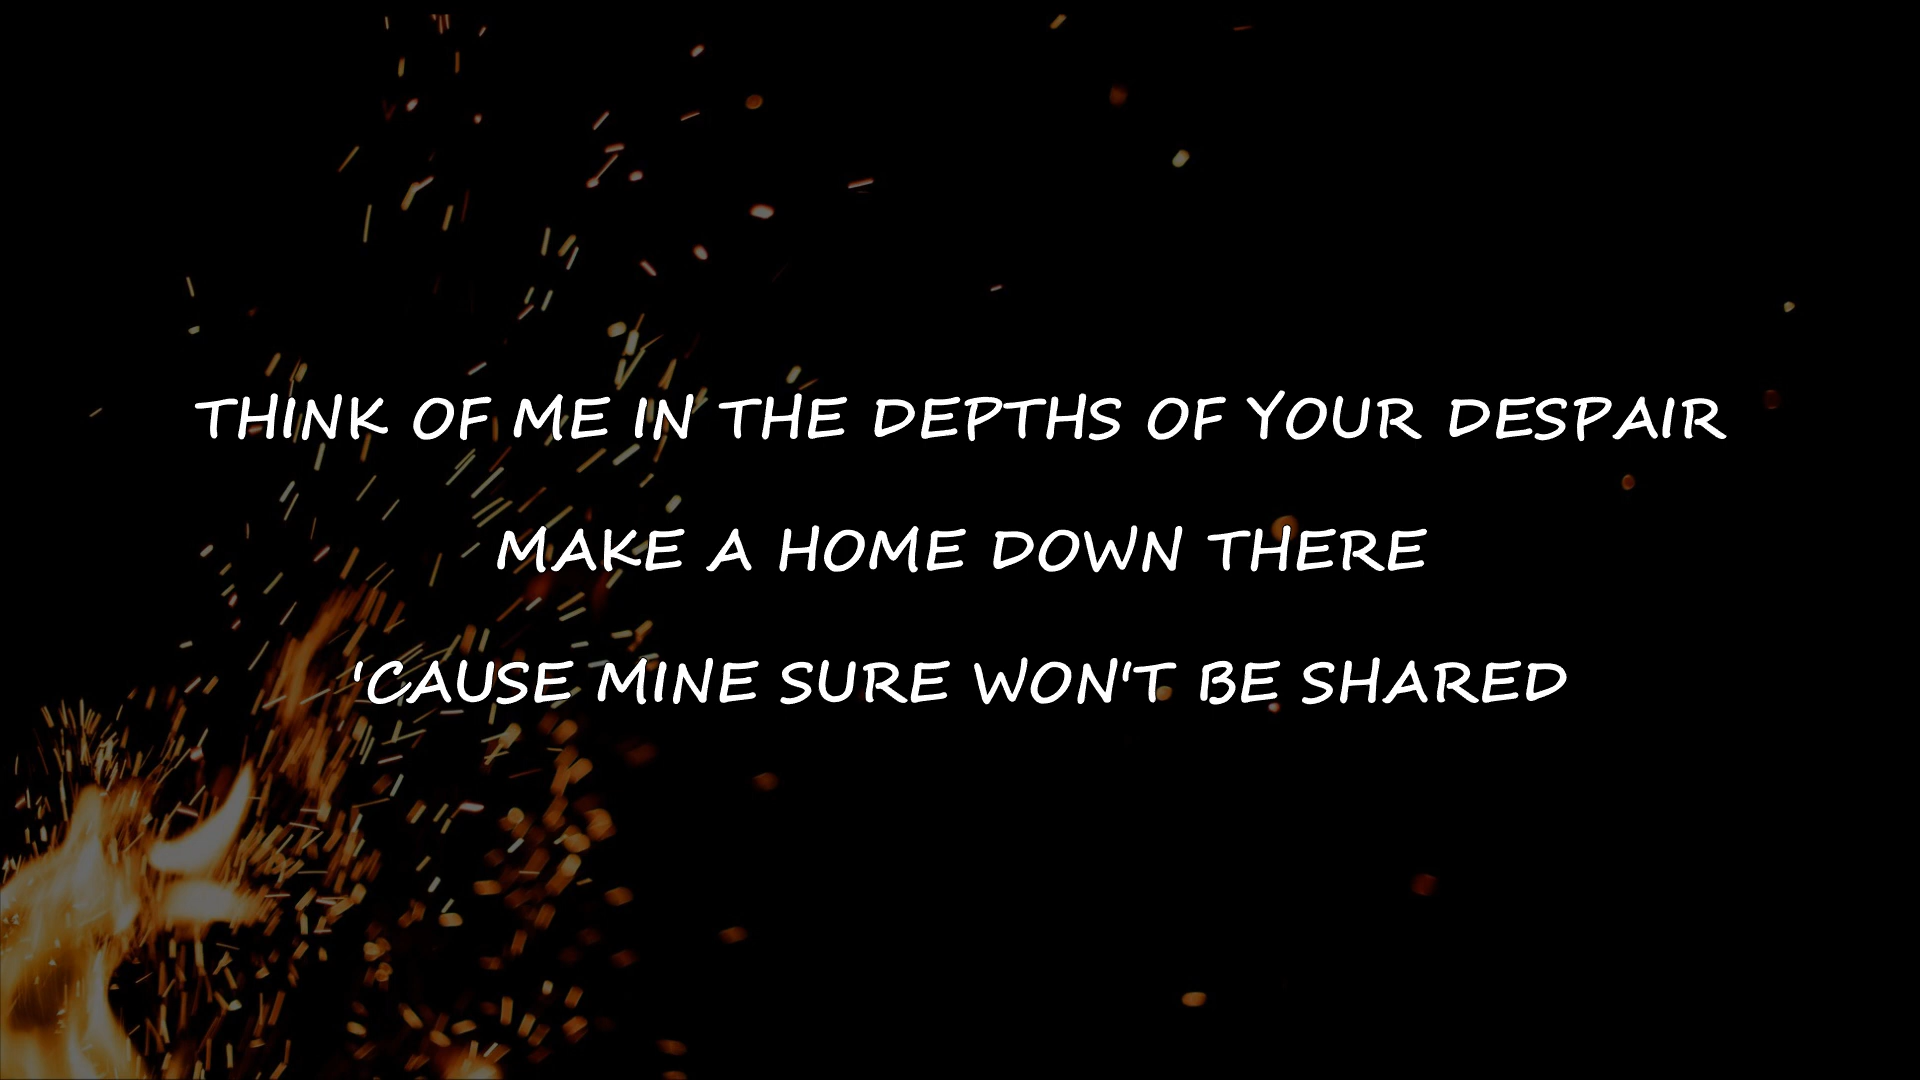 THINK OF ME IN THE DEPTHS OF YOUR DESPAIR
MAKE A HOME DOWN THERE
'CAUSE MINE SURE WON'T BE SHARED